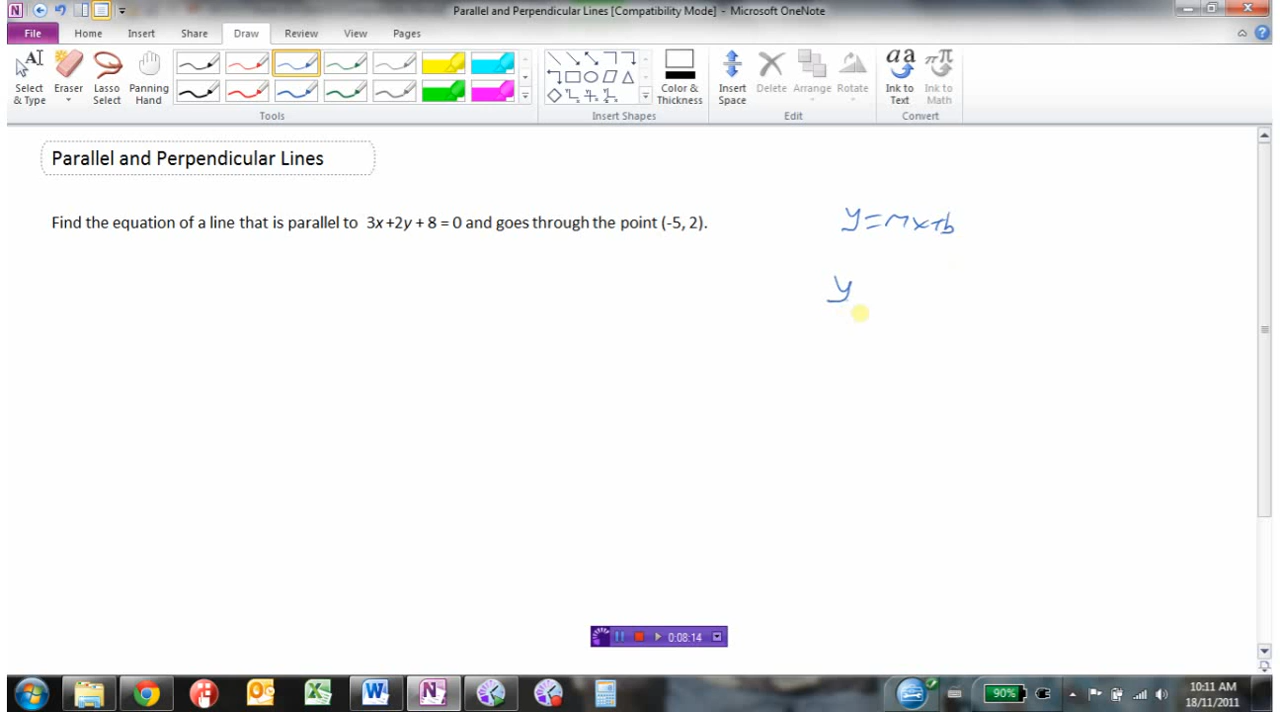 Parallel and Perpendicular Lines [Compatibility Mode] - Microsoft OneNote
File Home Insert Share Draw Review View Pages
Select & Type
Eraser
Lasso Select
Panning Hand
Color & Thickness
Insert Space
Delete
Arrange
Rotate
Ink to Text
Ink to Math
Tools Insert Shapes Edit Convert
Parallel and Perpendicular Lines
Find the equation of a line that is parallel to 3x+2y + 8 = 0 and goes through the point (-5, 2).
y=mx+b
y
0:08:14
90%
10:11 AM
18/11/2011